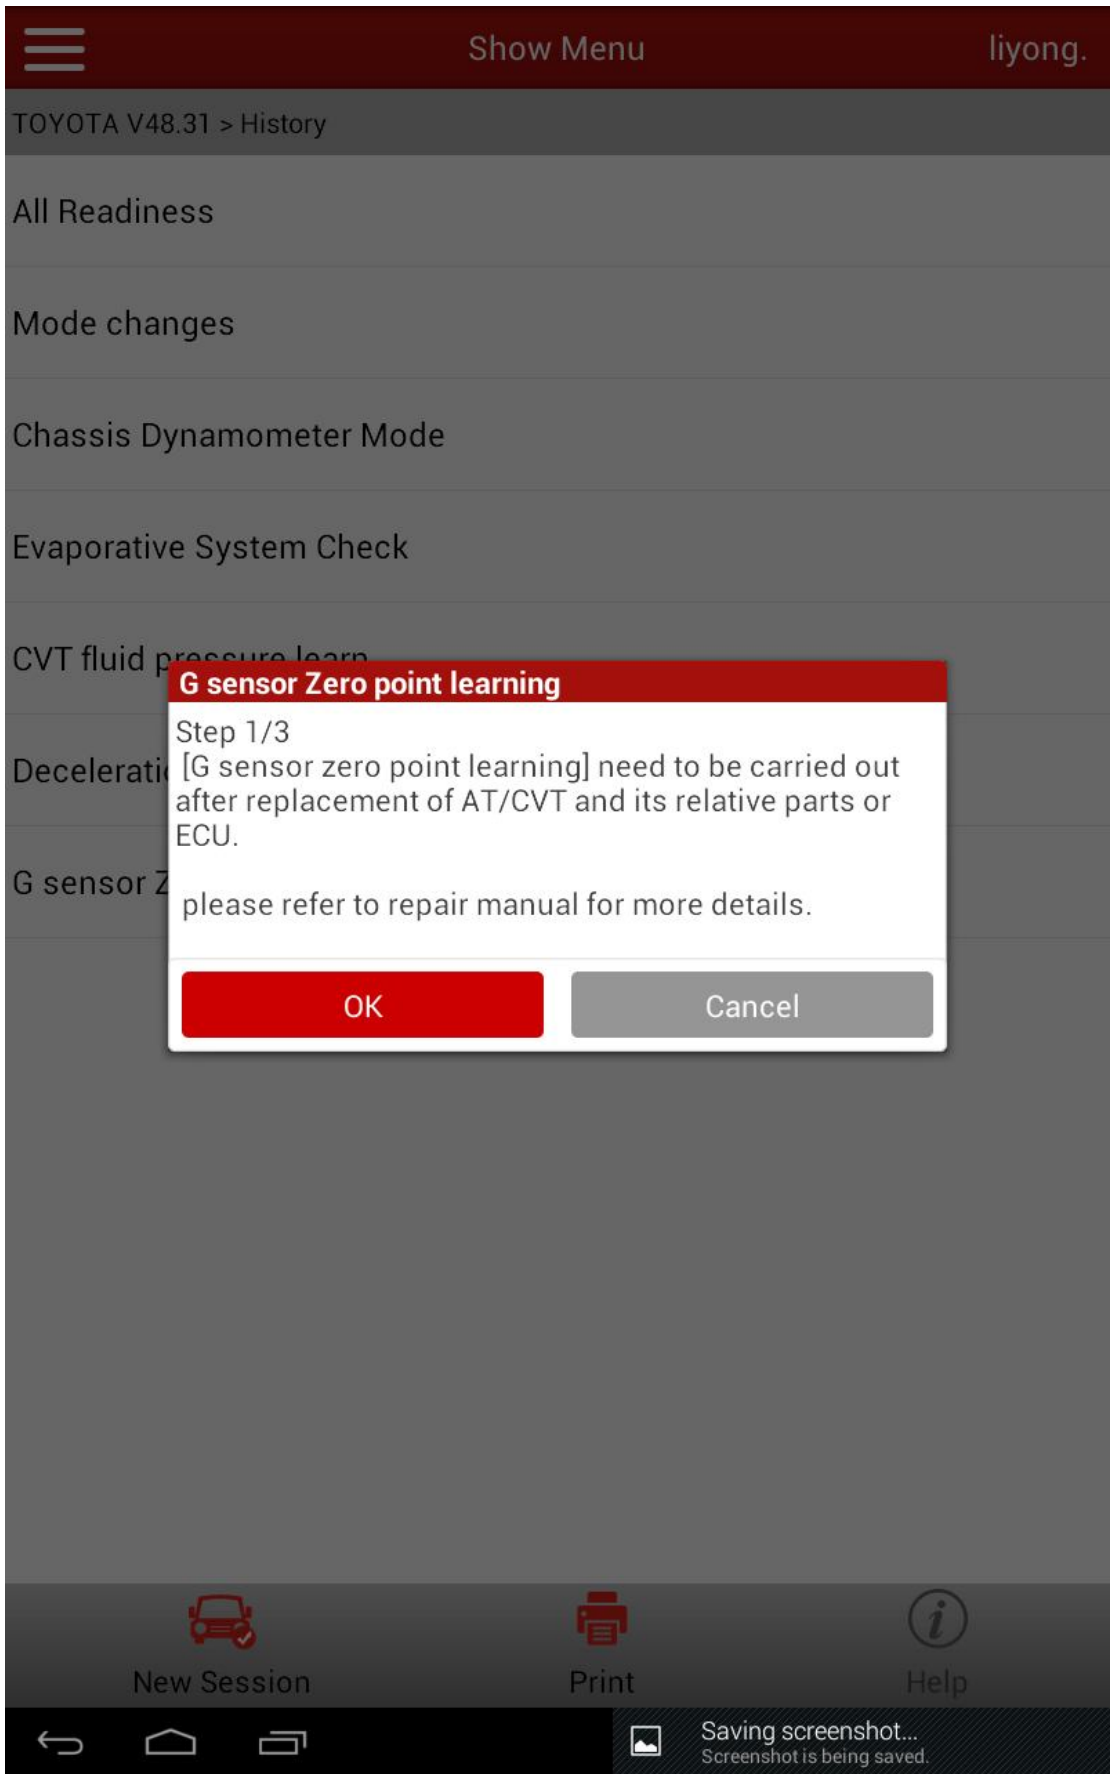 Show Menu
liyong.
TOYOTA V48.31 > History
All Readiness
Mode changes
Chassis Dynamometer Mode
Evaporative System Check
CVT fluid pressure learn
G sensor Zero point learning
Step 1/3
[G sensor zero point learning] need to be carried out
after replacement of AT/CVT and its relative parts or
ECU.
please refer to repair manual for more details.
Decelerati
G sensor Z
OK
Cancel
New Session
Print
Help
Saving screenshot...
Screenshot is being saved.